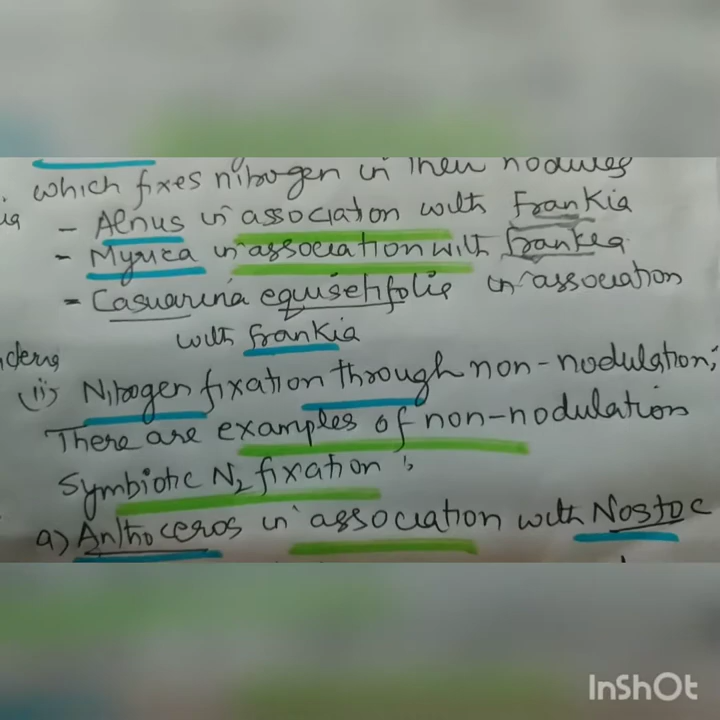 which fixes nitrogen in their nodules
- Alnus in association with Frankia
- Myrica in association with Frankia
- Casuarina equisetifolia in association
with Frankia
(ii) Nitrogen fixation through non-nodulation;
There are examples of non-nodulation
Symbiotic N₂ fixation:
a) Anthoceros in association with Nostoc
InShOt